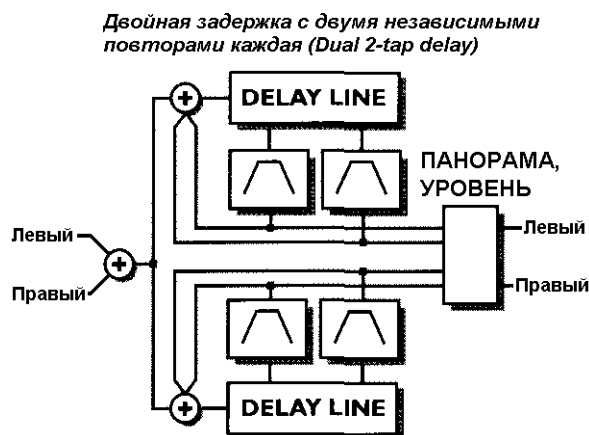 Двойная задержка с двумя независимыми
повторами каждая (Dual 2-tap delay)
DELAY LINE
ПАНОРАМА,
УРОВЕНЬ
Левый
Правый
Левый
Правый
DELAY LINE